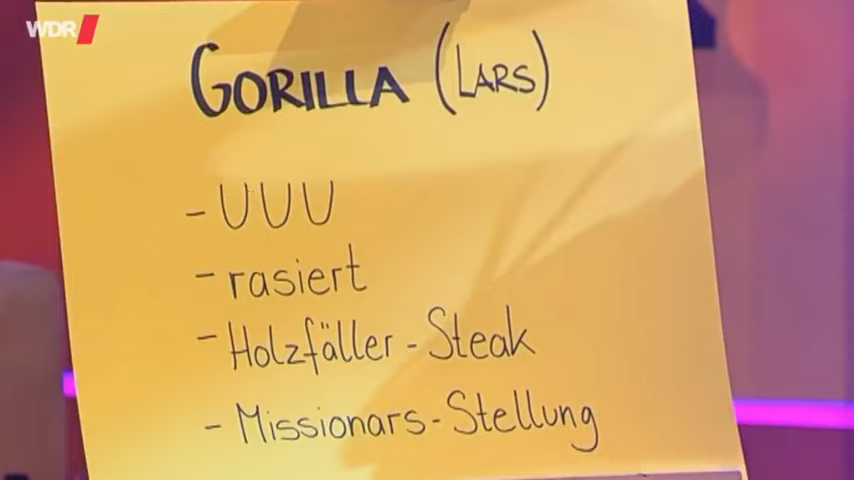 WDR
GORILLA (LARS)
- UUU
- rasiert
- Holzfäller-Steak
- Missionars-Stellung